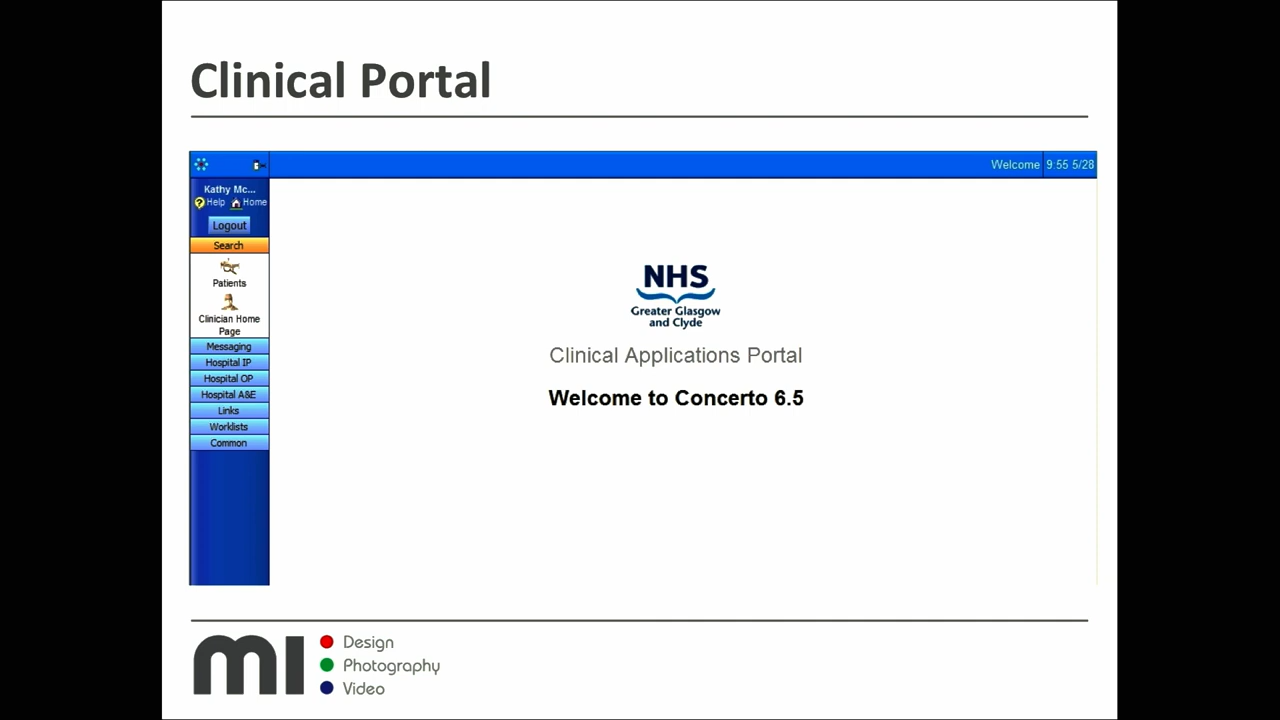 Clinical Portal
Welcome 9:55 5/28
Kathy Mc...
Help Home
Logout
Search
Patients
Clinician Home
Page
Messaging
Hospital IP
Hospital OP
Hospital A&E
Links
Worklists
Common
NHS
Greater Glasgow
and Clyde
Clinical Applications Portal
Welcome to Concerto 6.5
mi
Design
Photography
Video